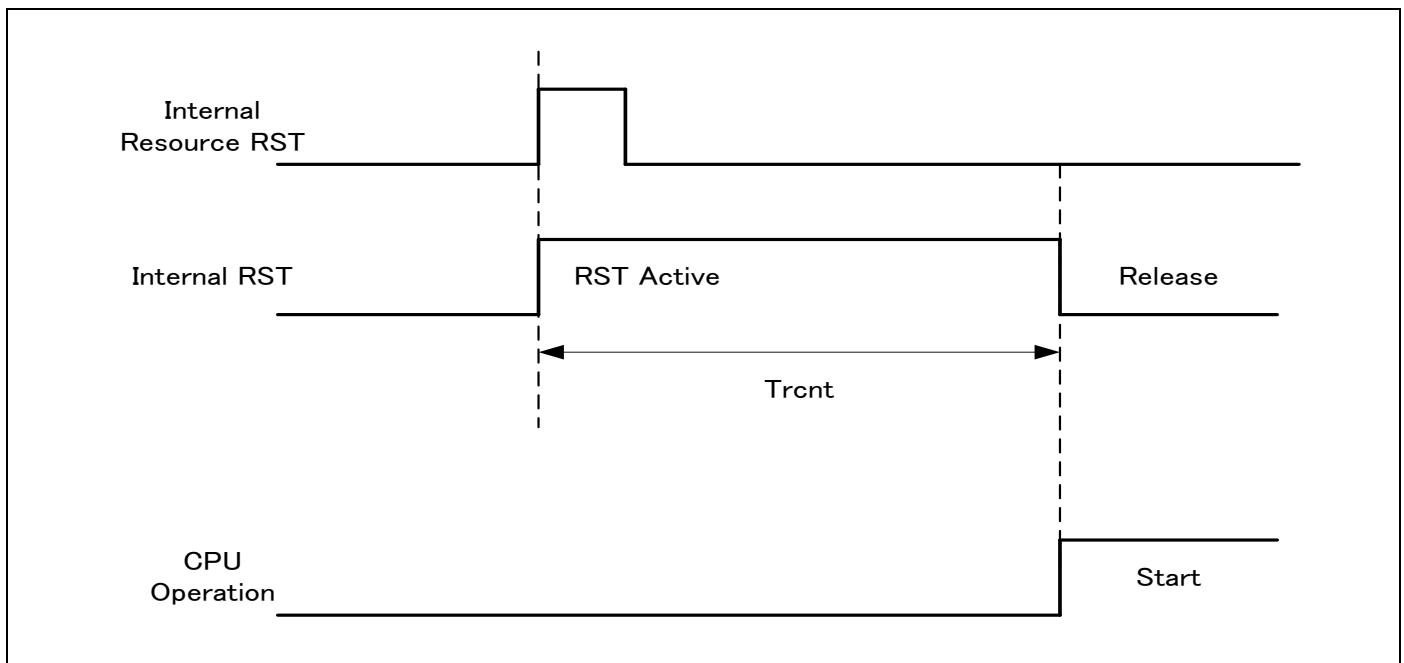 Internal
Resource RST
Internal RST
RST Active
Release
Trcnt
CPU
Operation
Start